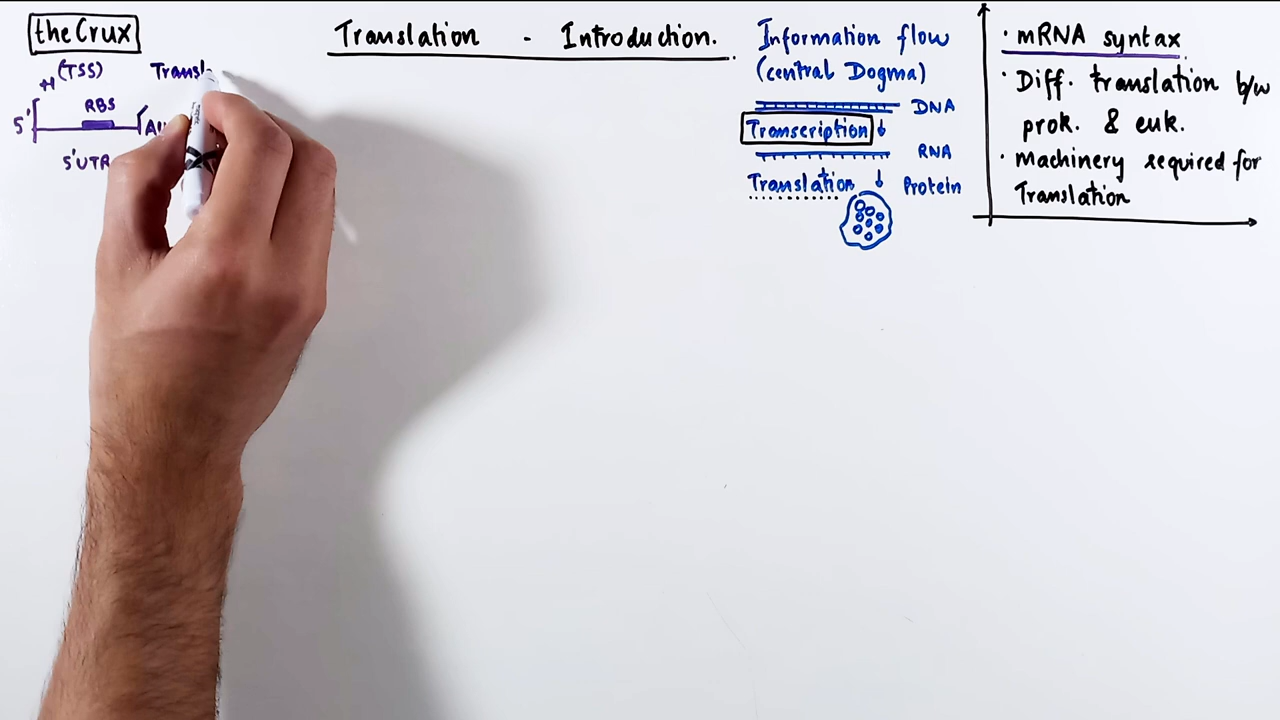 the Crux
Translation - Introduction.
+1 (TSS)
RBS
5'
5'UTR
Information flow
(central Dogma)
DNA
Transcription
RNA
Translation
Protein
· mRNA syntax
· Diff. translation b/w
prok. & euk.
· Machinery required for
Translation